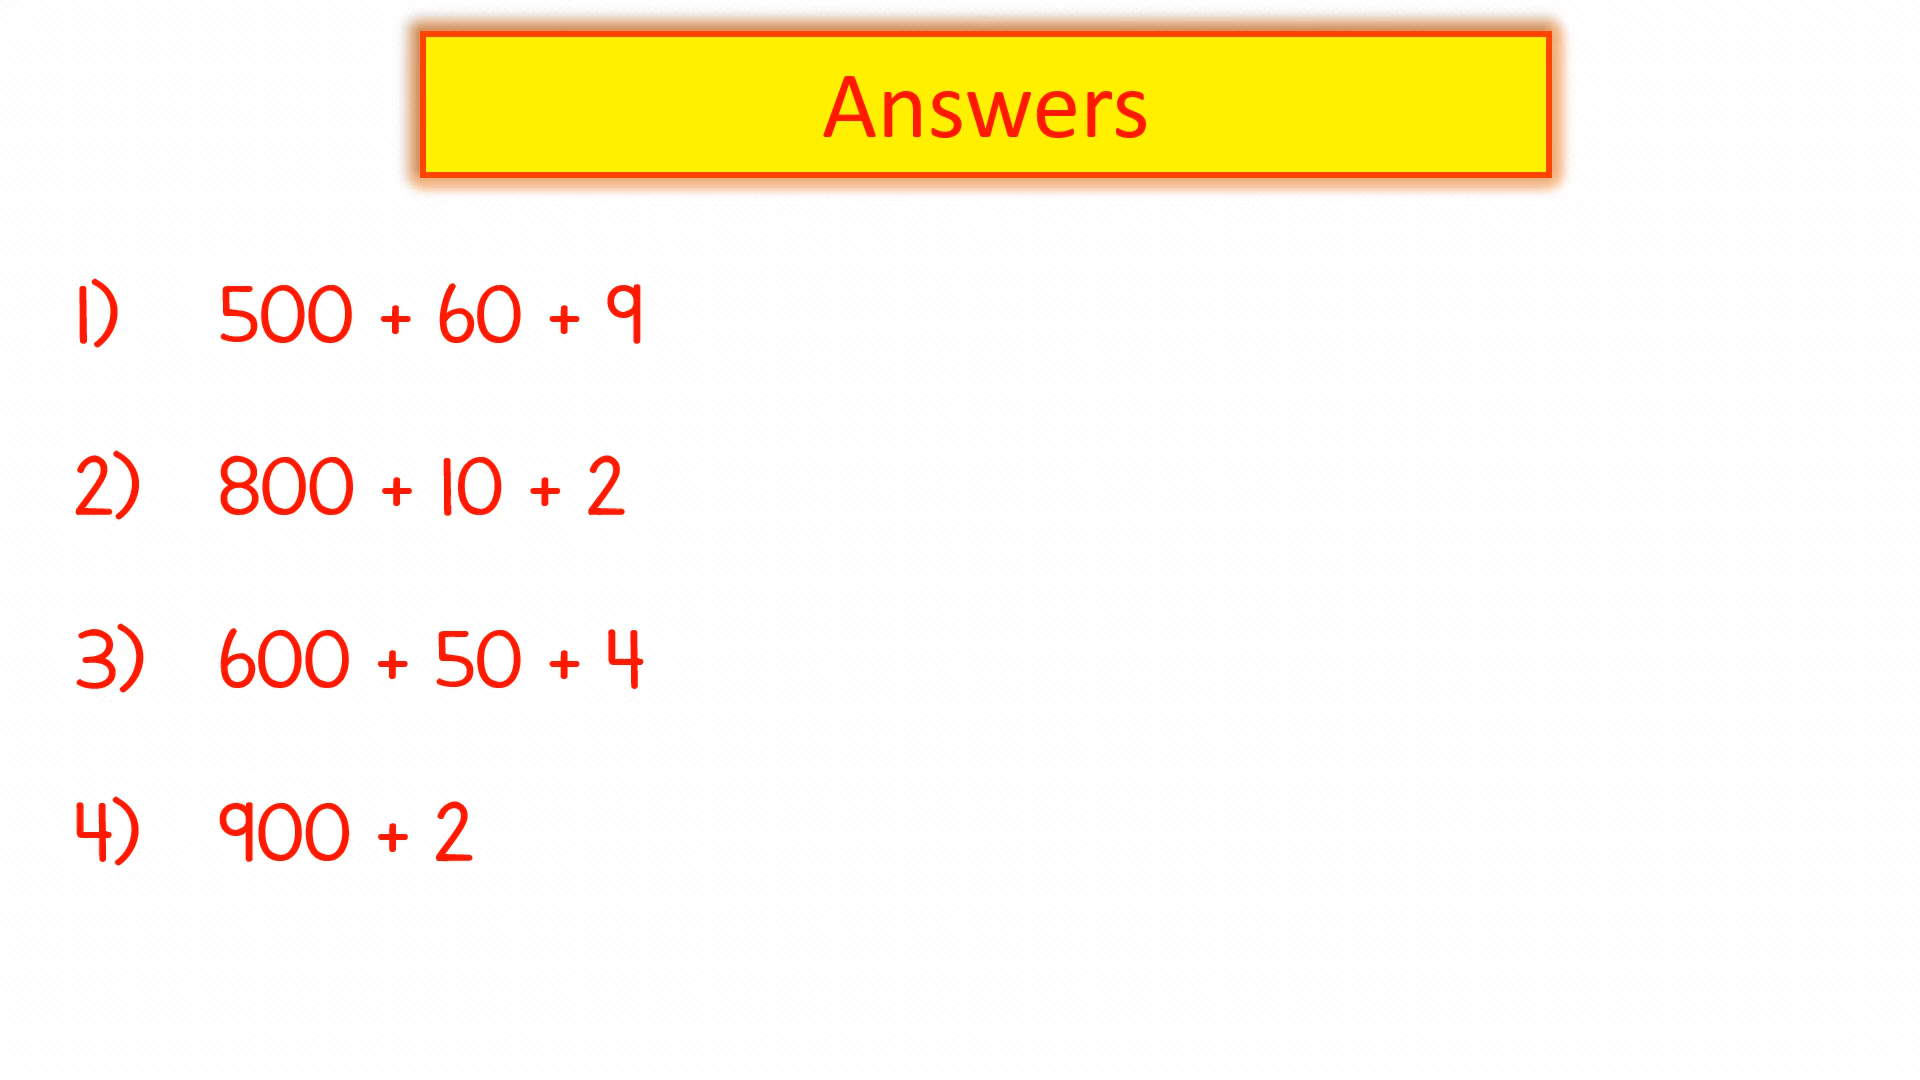 Answers
1) 500 + 60 + 9
2) 800 + 10 + 2
3) 600 + 50 + 4
4) 900 + 2